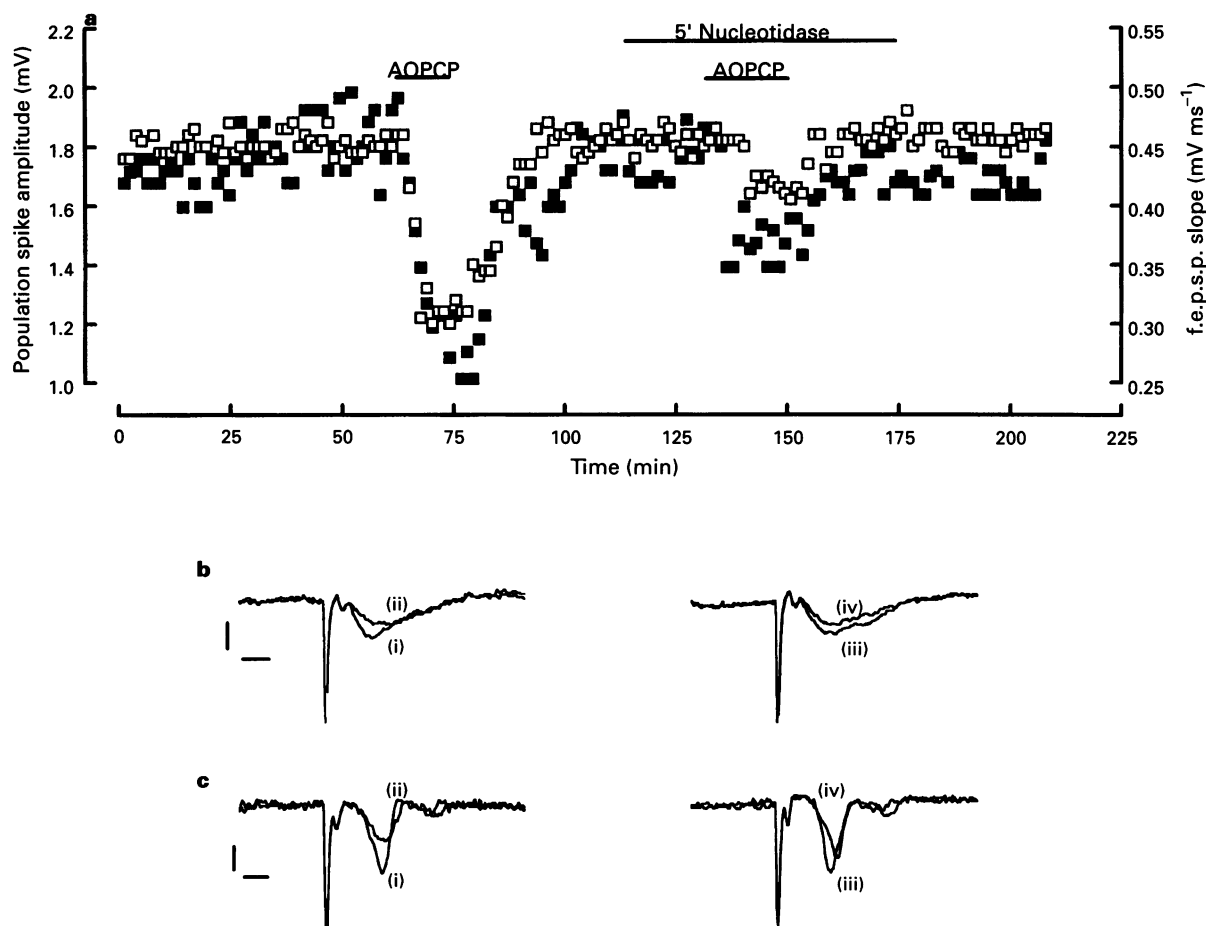 a
2.2
2.0
1.8
1.6
1.4
1.2
1.0
Population spike amplitude (mV)
AOPCP
5' Nucleotidase
AOPCP
0.55
0.50
0.45
0.40
0.35
0.30
0.25
f.e.p.s.p. slope (mV ms⁻¹)
0 25 50 75 100 125 150 175 200 225
Time (min)
b
(ii)
(i)
(iv)
(iii)
c
(ii)
(i)
(iv)
(iii)